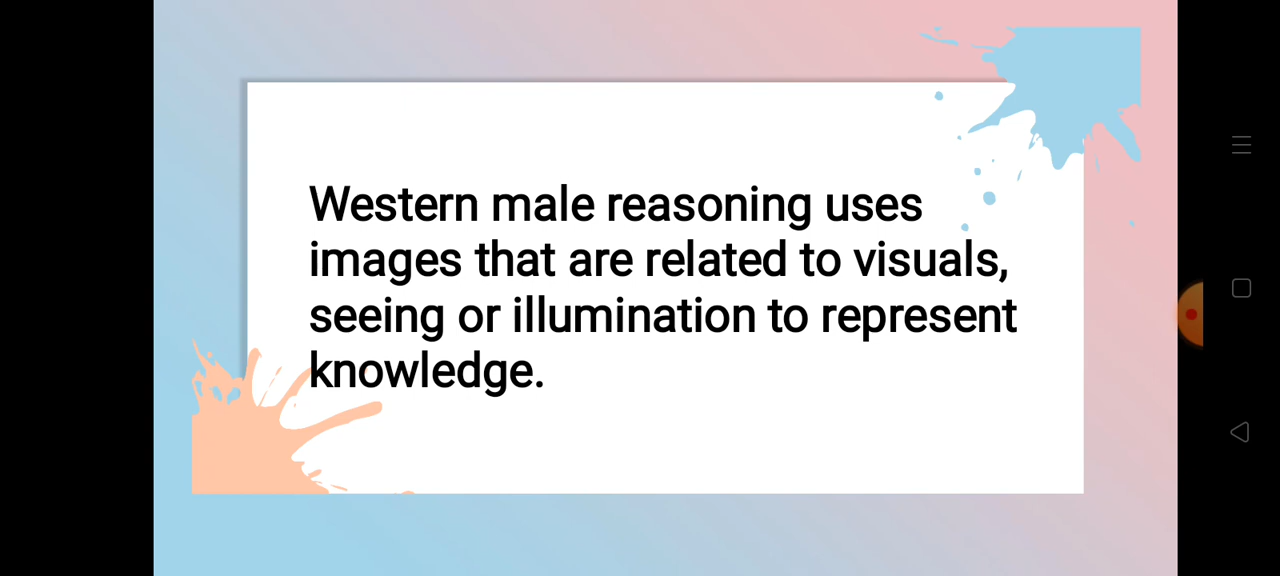 Western male reasoning uses
images that are related to visuals,
seeing or illumination to represent
knowledge.